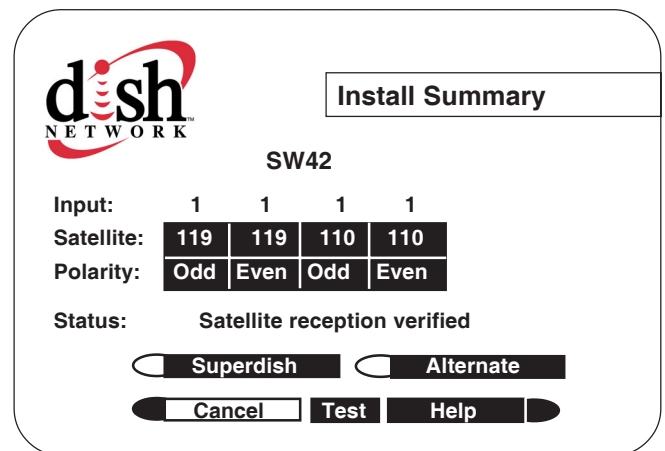 dish
NETWORK
Install Summary
SW42
Input: 1 1 1 1
Satellite: 119 119 110 110
Polarity: Odd Even Odd Even
Status: Satellite reception verified
Superdish Alternate
Cancel Test Help